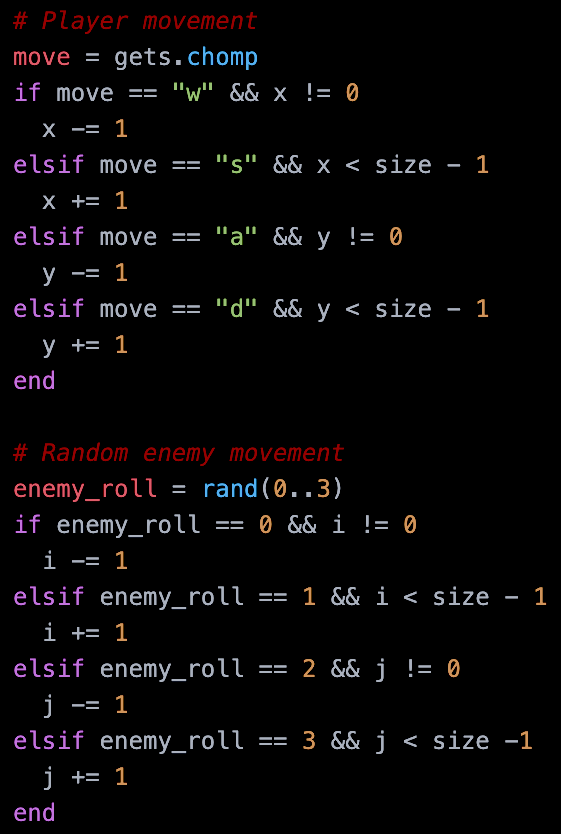 # Player movement
move = gets.chomp
if move == "w" && x != 0
  x -= 1
elsif move == "s" && x < size - 1
  x += 1
elsif move == "a" && y != 0
  y -= 1
elsif move == "d" && y < size - 1
  y += 1
end

# Random enemy movement
enemy_roll = rand(0..3)
if enemy_roll == 0 && i != 0
  i -= 1
elsif enemy_roll == 1 && i < size - 1
  i += 1
elsif enemy_roll == 2 && j != 0
  j -= 1
elsif enemy_roll == 3 && j < size -1
  j += 1
end